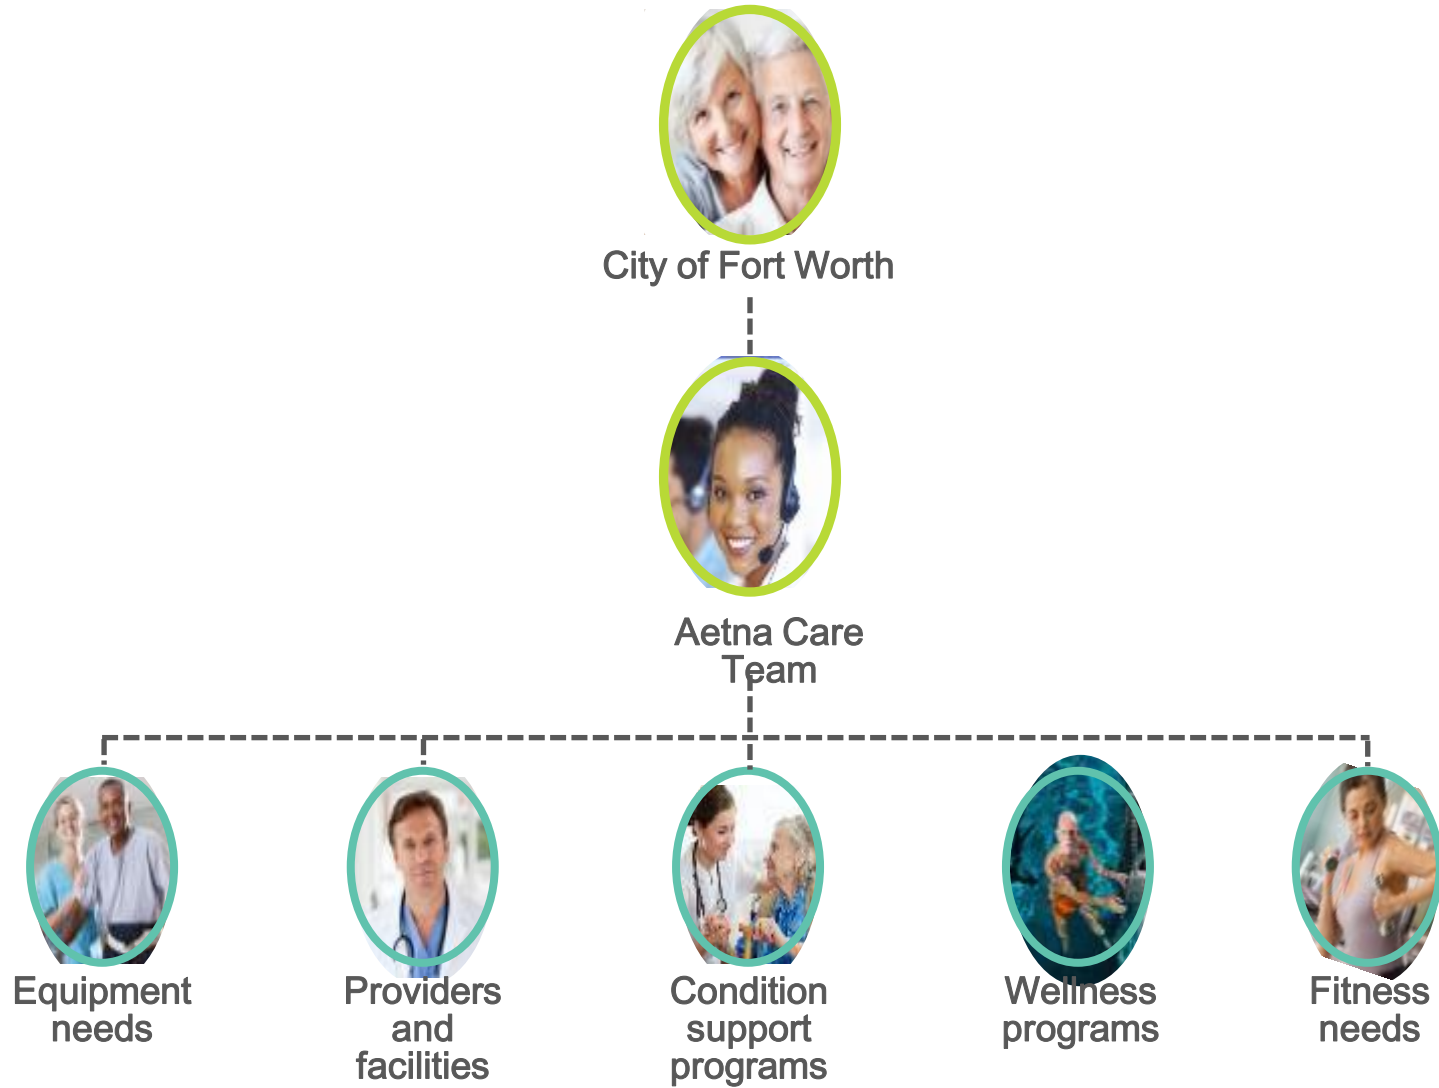 City of Fort Worth
Aetna Care
Team
Equipment
needs
Providers
and
facilities
Condition
support
programs
Wellness
programs
Fitness
needs